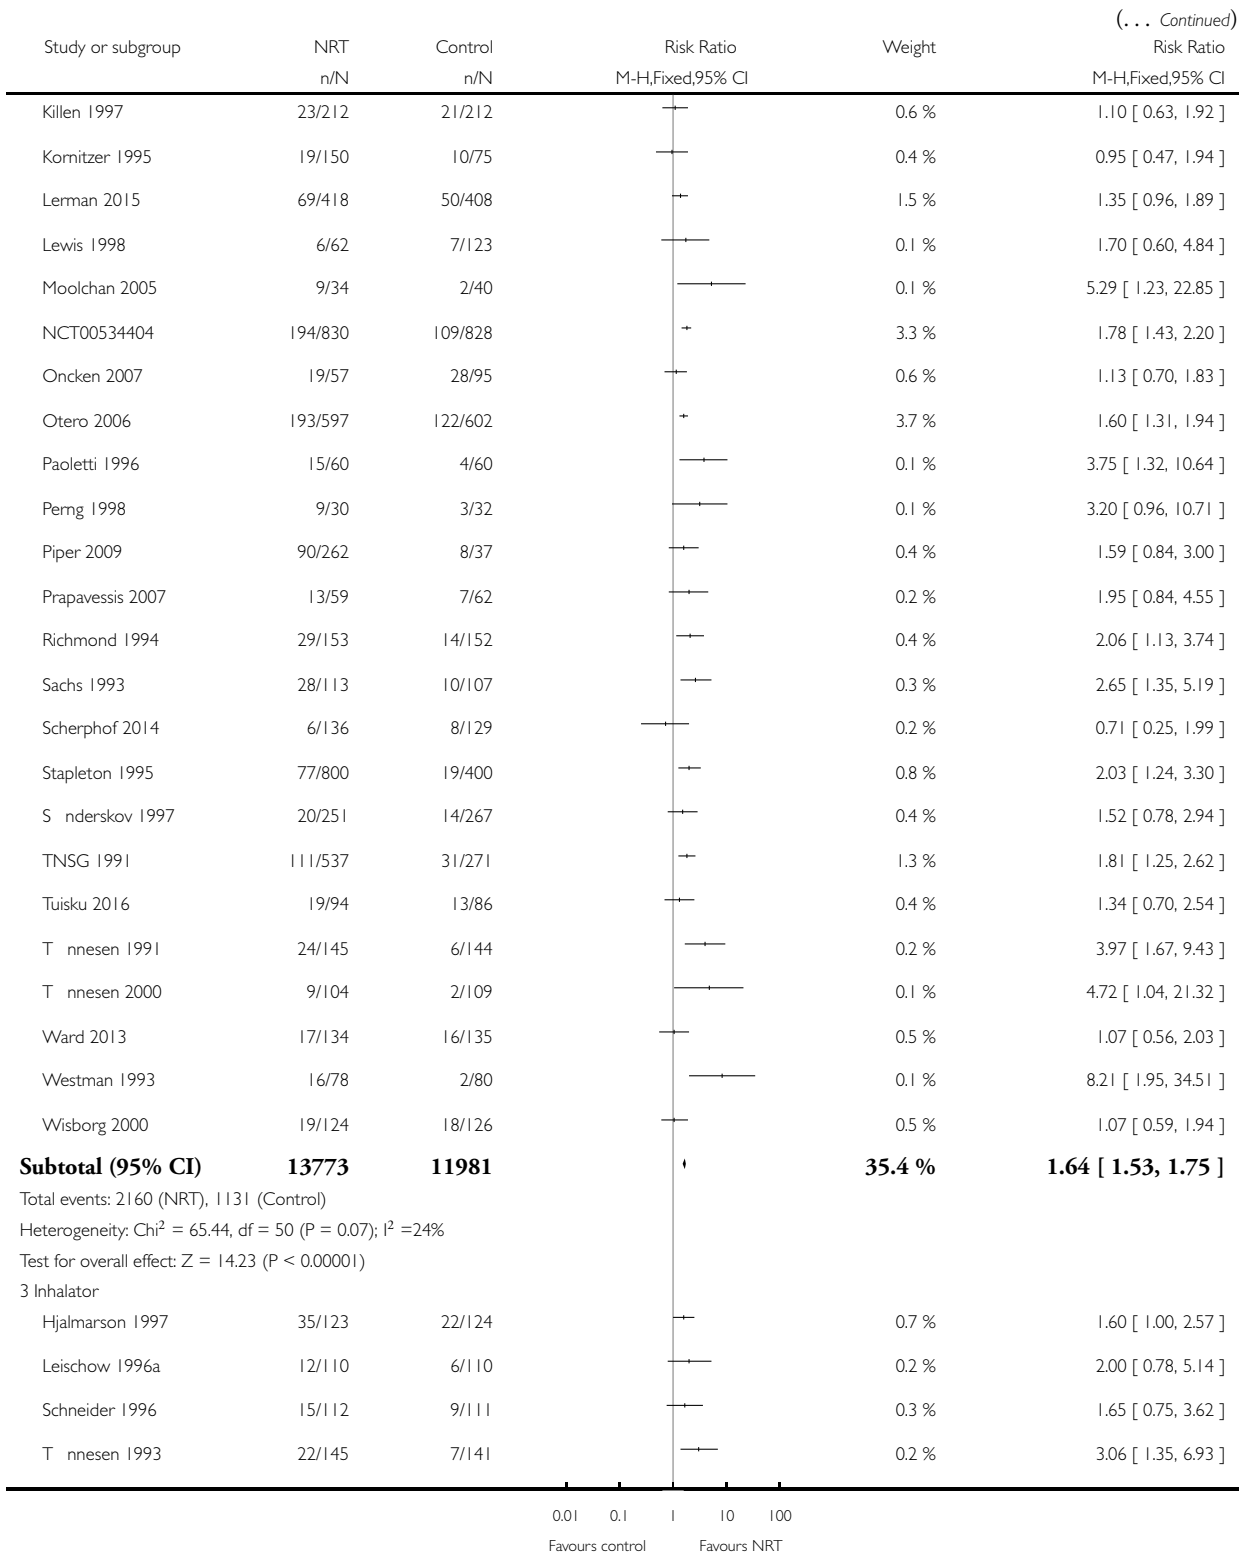 (... Continued)
Study or subgroup NRT Control Risk Ratio Weight Risk Ratio
n/N n/N M-H,Fixed,95% CI M-H,Fixed,95% CI
Killen 1997 23/212 21/212 0.6 % 1.10 [ 0.63, 1.92 ]
Kornitzer 1995 19/150 10/75 0.4 % 0.95 [ 0.47, 1.94 ]
Lerman 2015 69/418 50/408 1.5 % 1.35 [ 0.96, 1.89 ]
Lewis 1998 6/62 7/123 0.1 % 1.70 [ 0.60, 4.84 ]
Moolchan 2005 9/34 2/40 0.1 % 5.29 [ 1.23, 22.85 ]
NCT00534404 194/830 109/828 3.3 % 1.78 [ 1.43, 2.20 ]
Oncken 2007 19/57 28/95 0.6 % 1.13 [ 0.70, 1.83 ]
Otero 2006 193/597 122/602 3.7 % 1.60 [ 1.31, 1.94 ]
Paoletti 1996 15/60 4/60 0.1 % 3.75 [ 1.32, 10.64 ]
Perng 1998 9/30 3/32 0.1 % 3.20 [ 0.96, 10.71 ]
Piper 2009 90/262 8/37 0.4 % 1.59 [ 0.84, 3.00 ]
Prapavessis 2007 13/59 7/62 0.2 % 1.95 [ 0.84, 4.55 ]
Richmond 1994 29/153 14/152 0.4 % 2.06 [ 1.13, 3.74 ]
Sachs 1993 28/113 10/107 0.3 % 2.65 [ 1.35, 5.19 ]
Scherphof 2014 6/136 8/129 0.2 % 0.71 [ 0.25, 1.99 ]
Stapleton 1995 77/800 19/400 0.8 % 2.03 [ 1.24, 3.30 ]
S nderskov 1997 20/251 14/267 0.4 % 1.52 [ 0.78, 2.94 ]
TNSG 1991 111/537 31/271 1.3 % 1.81 [ 1.25, 2.62 ]
Tuisku 2016 19/94 13/86 0.4 % 1.34 [ 0.70, 2.54 ]
T nnesen 1991 24/145 6/144 0.2 % 3.97 [ 1.67, 9.43 ]
T nnesen 2000 9/104 2/109 0.1 % 4.72 [ 1.04, 21.32 ]
Ward 2013 17/134 16/135 0.5 % 1.07 [ 0.56, 2.03 ]
Westman 1993 16/78 2/80 0.1 % 8.21 [ 1.95, 34.51 ]
Wisborg 2000 19/124 18/126 0.5 % 1.07 [ 0.59, 1.94 ]
Subtotal (95% CI) 13773 11981 35.4 % 1.64 [ 1.53, 1.75 ]
Total events: 2160 (NRT), 1131 (Control)
Heterogeneity: Chi² = 65.44, df = 50 (P = 0.07); I² =24%
Test for overall effect: Z = 14.23 (P < 0.00001)
3 Inhalator
Hjalmarson 1997 35/123 22/124 0.7 % 1.60 [ 1.00, 2.57 ]
Leischow 1996a 12/110 6/110 0.2 % 2.00 [ 0.78, 5.14 ]
Schneider 1996 15/112 9/111 0.3 % 1.65 [ 0.75, 3.62 ]
T nnesen 1993 22/145 7/141 0.2 % 3.06 [ 1.35, 6.93 ]
0.01 0.1 1 10 100
Favours control Favours NRT